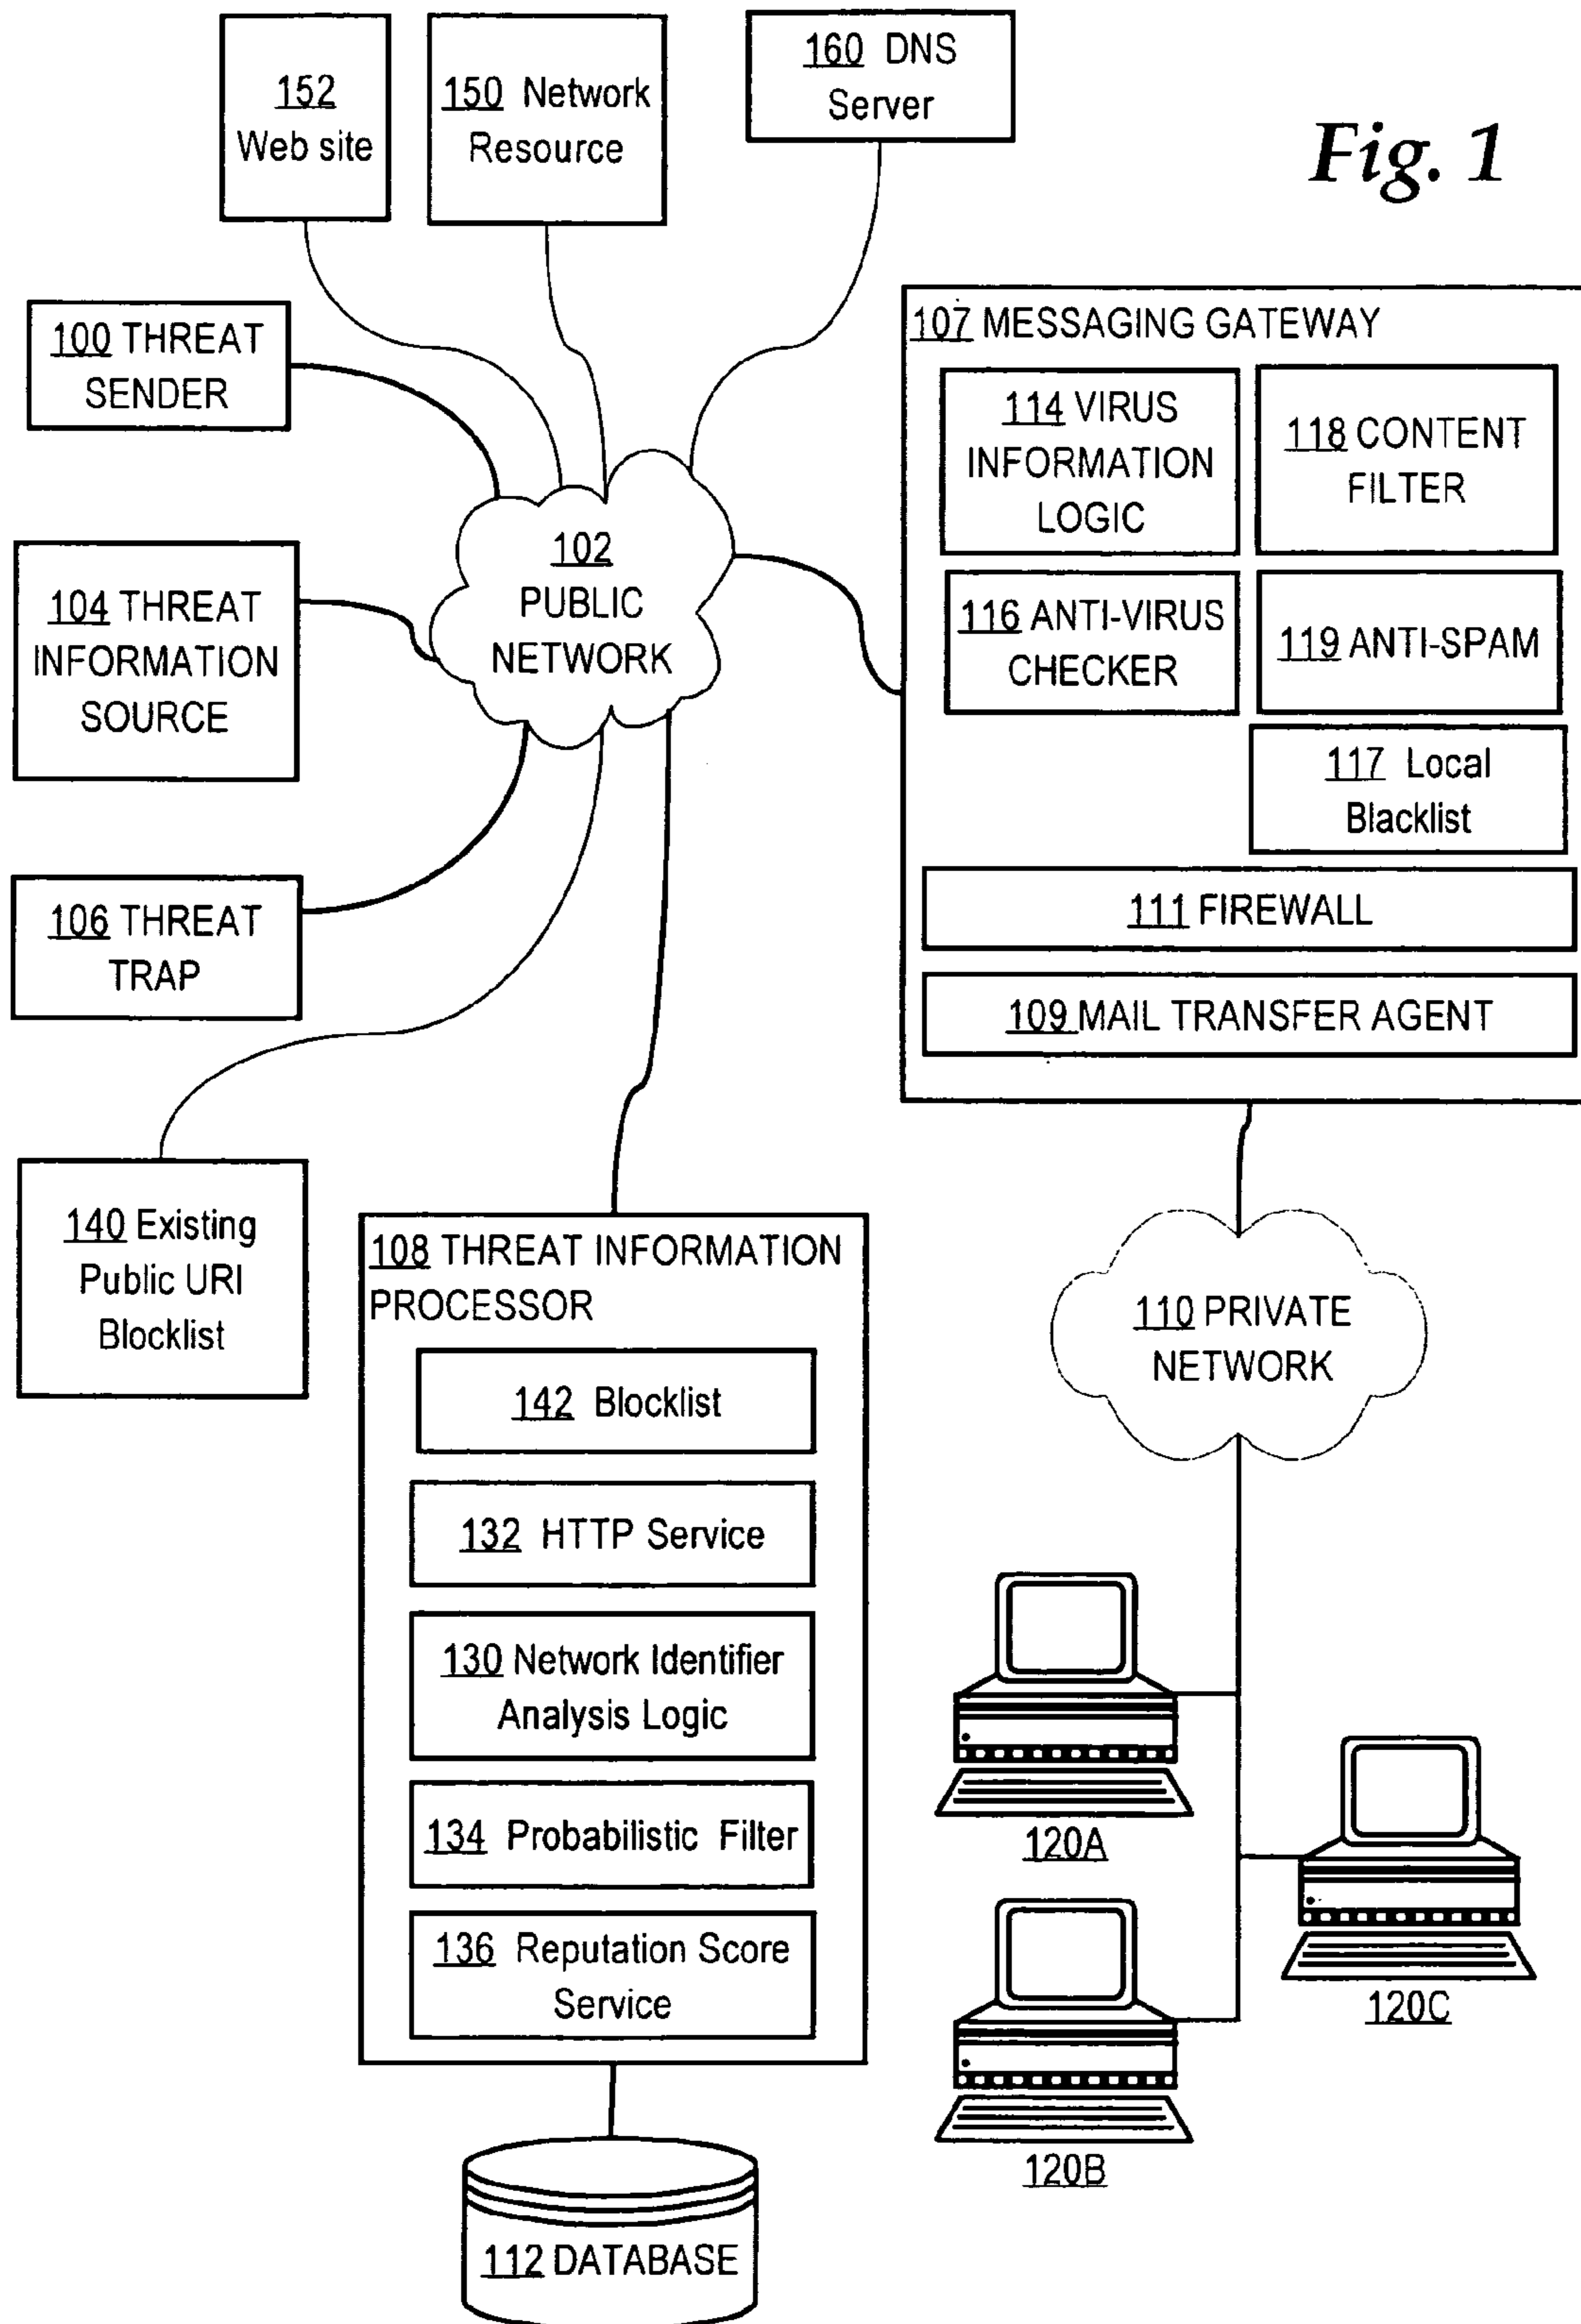 152
Web site
150 Network
Resource
160 DNS
Server
Fig. 1
100 THREAT
SENDER
104 THREAT
INFORMATION
SOURCE
106 THREAT
TRAP
102
PUBLIC
NETWORK
107 MESSAGING GATEWAY
114 VIRUS
INFORMATION
LOGIC
118 CONTENT
FILTER
116 ANTI-VIRUS
CHECKER
119 ANTI-SPAM
117 Local
Blacklist
111 FIREWALL
109 MAIL TRANSFER AGENT
140 Existing
Public URI
Blocklist
108 THREAT INFORMATION
PROCESSOR
142 Blocklist
132 HTTP Service
130 Network Identifier
Analysis Logic
134 Probabilistic Filter
136 Reputation Score
Service
112 DATABASE
110 PRIVATE
NETWORK
120A
120C
120B